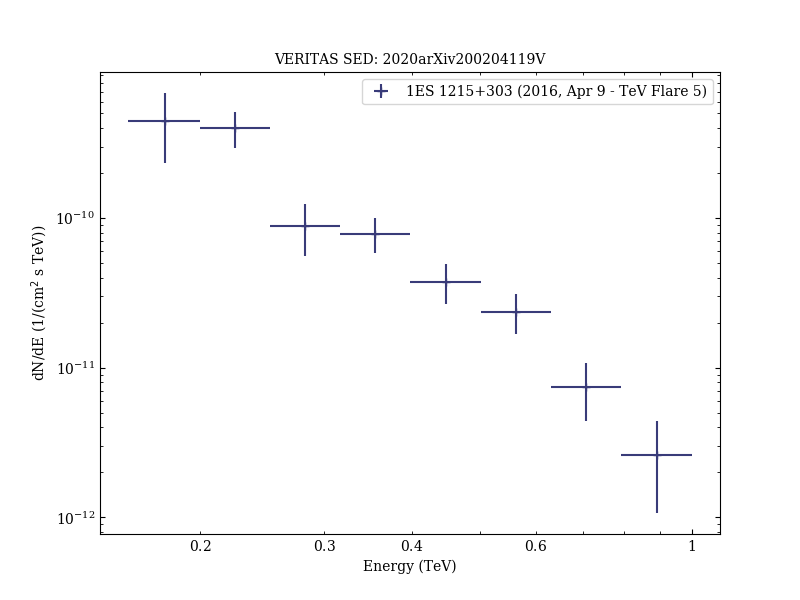 VERITAS SED: 2020arXiv200204119V
1ES 1215+303 (2016, Apr 9 - TeV Flare 5)
dN/dE (1/(cm² s TeV))
10⁻¹⁰
10⁻¹¹
10⁻¹²
0.2 0.3 0.4 0.6 1
Energy (TeV)